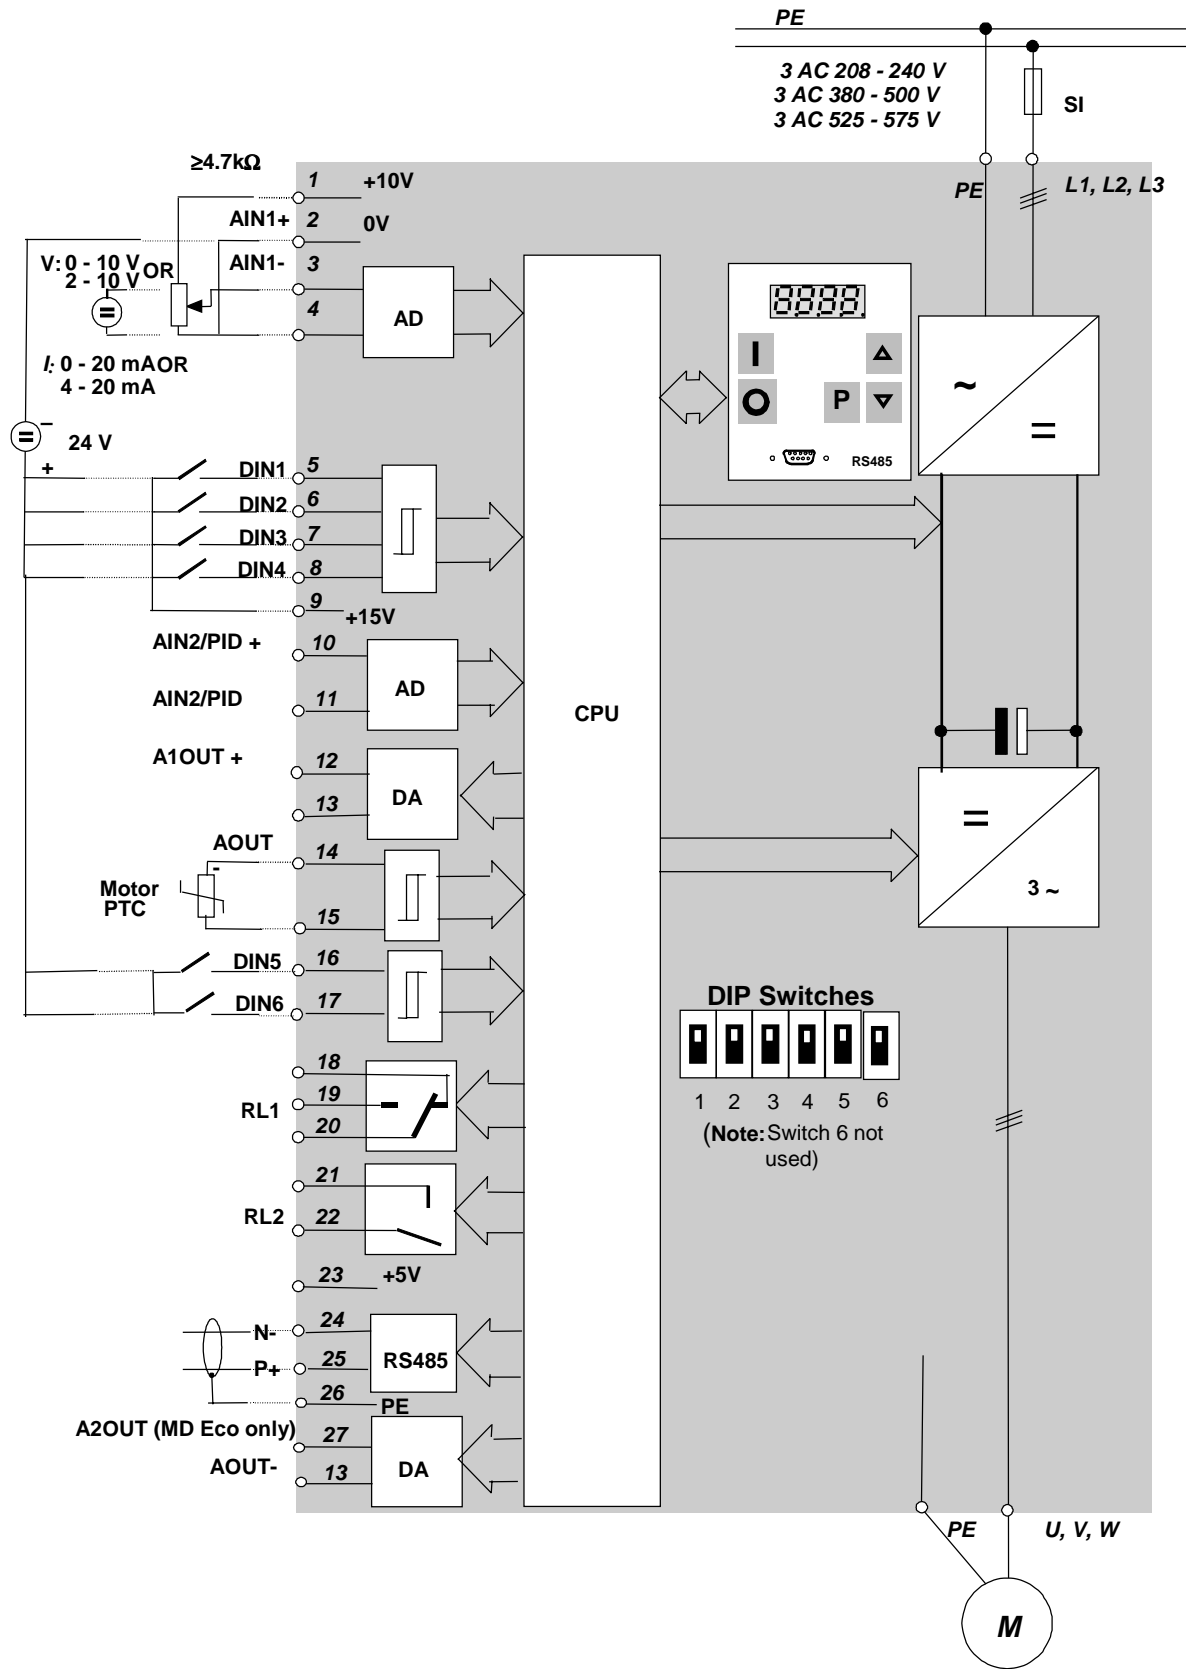 PE
3 AC 208 - 240 V
3 AC 380 - 500 V
3 AC 525 - 575 V
SI
≥4.7kΩ
1 +10V
PE
L1, L2, L3
AIN1+ 2 0V
V: 0 - 10 V
2 - 10 V
OR
AIN1- 3
4
AD
8.8.8.8.
I: 0 - 20 mA OR
4 - 20 mA
I
O
P
~
=
=
−
24 V
+
RS485
DIN1 5
DIN2 6
DIN3 7
DIN4 8
9 +15V
AIN2/PID + 10
AD
AIN2/PID 11
CPU
A1OUT + 12
DA
13
=
3 ~
AOUT 14
-
Motor
PTC
15
DIN5 16
DIN6 17
DIP Switches
1 2 3 4 5 6
(Note: Switch 6 not
used)
18
RL1 19
20
21
RL2 22
23 +5V
N- 24
P+ 25
RS485
26 PE
A2OUT (MD Eco only)
27
DA
AOUT- 13
PE
U, V, W
M